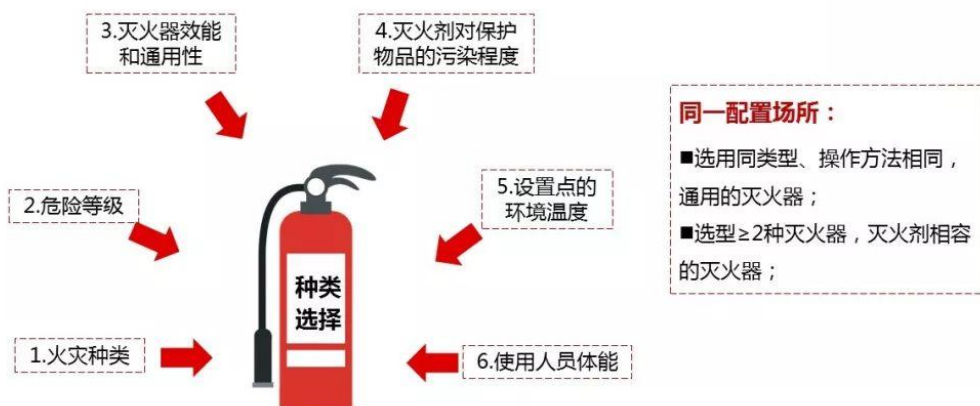 3.灭火器效能
和通用性
4.灭火剂对保护
物品的污染程度
2.危险等级
5.设置点的
环境温度
种类
选择
1.火灾种类
6.使用人员体能
同一配置场所：
■选用同类型、操作方法相同，
通用的灭火器；
■选型≥2种灭火器，灭火剂相容
的灭火器；